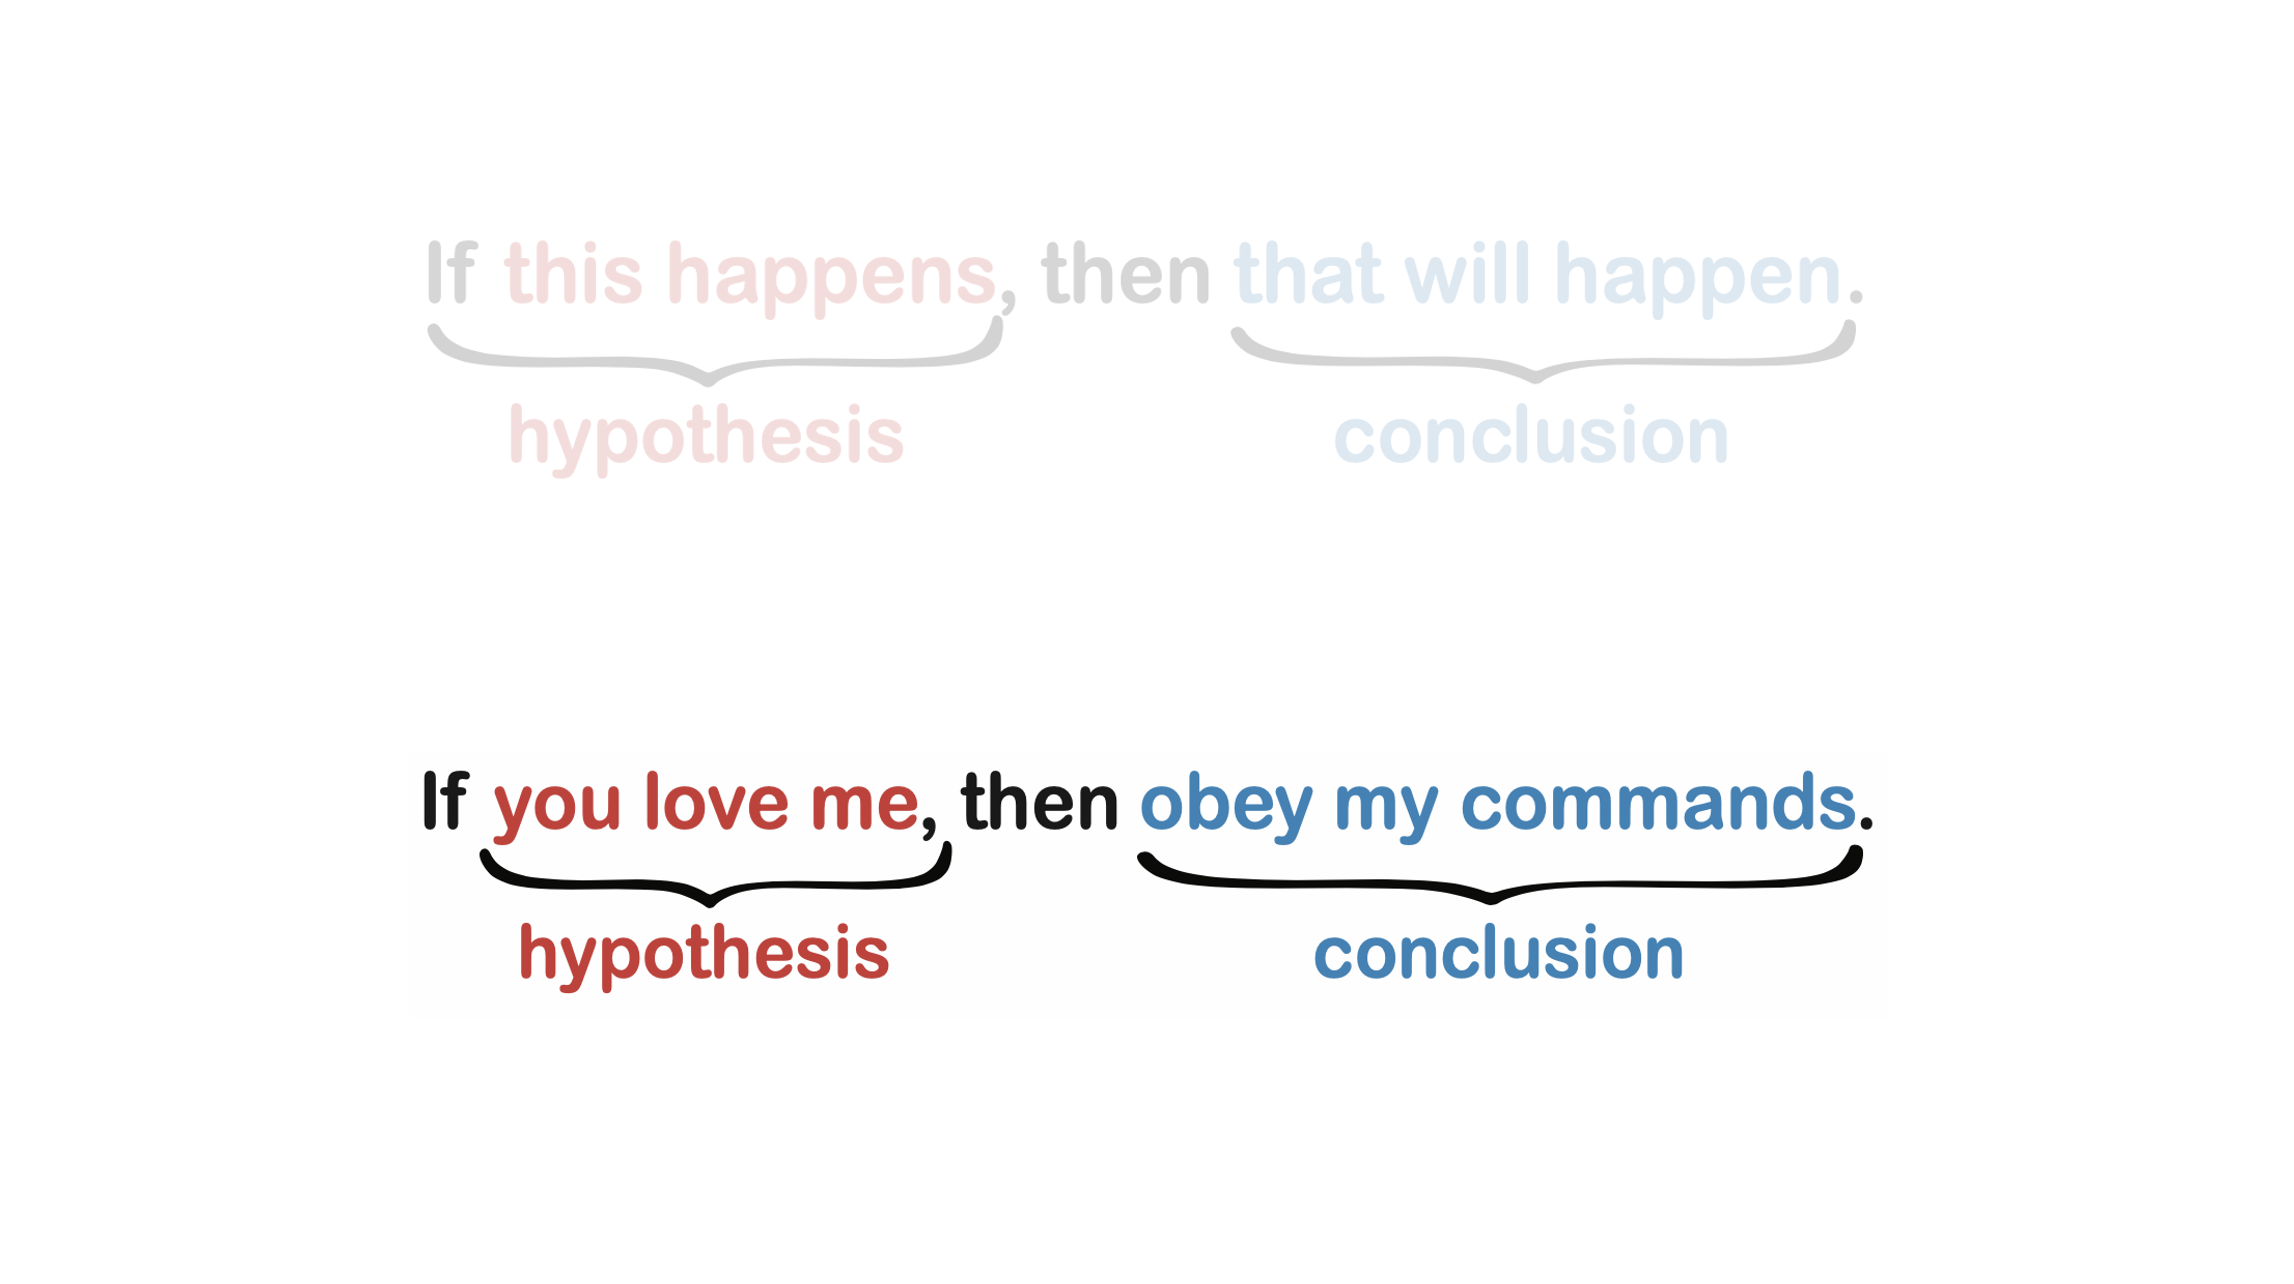 If this happens, then that will happen.
hypothesis conclusion
If you love me, then obey my commands.
hypothesis conclusion